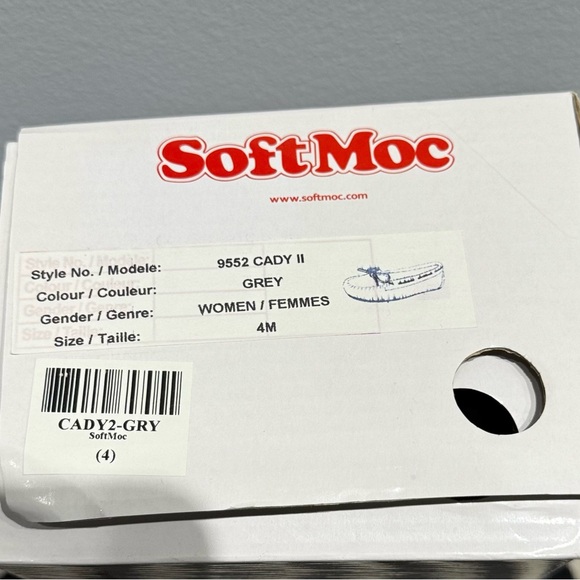 SoftMoc
www.softmoc.com
Style No. / Modele: 9552 CADY II
Colour / Couleur: GREY
Gender / Genre: WOMEN / FEMMES
Size / Taille: 4M
CADY2-GRY
SoftMoc
(4)